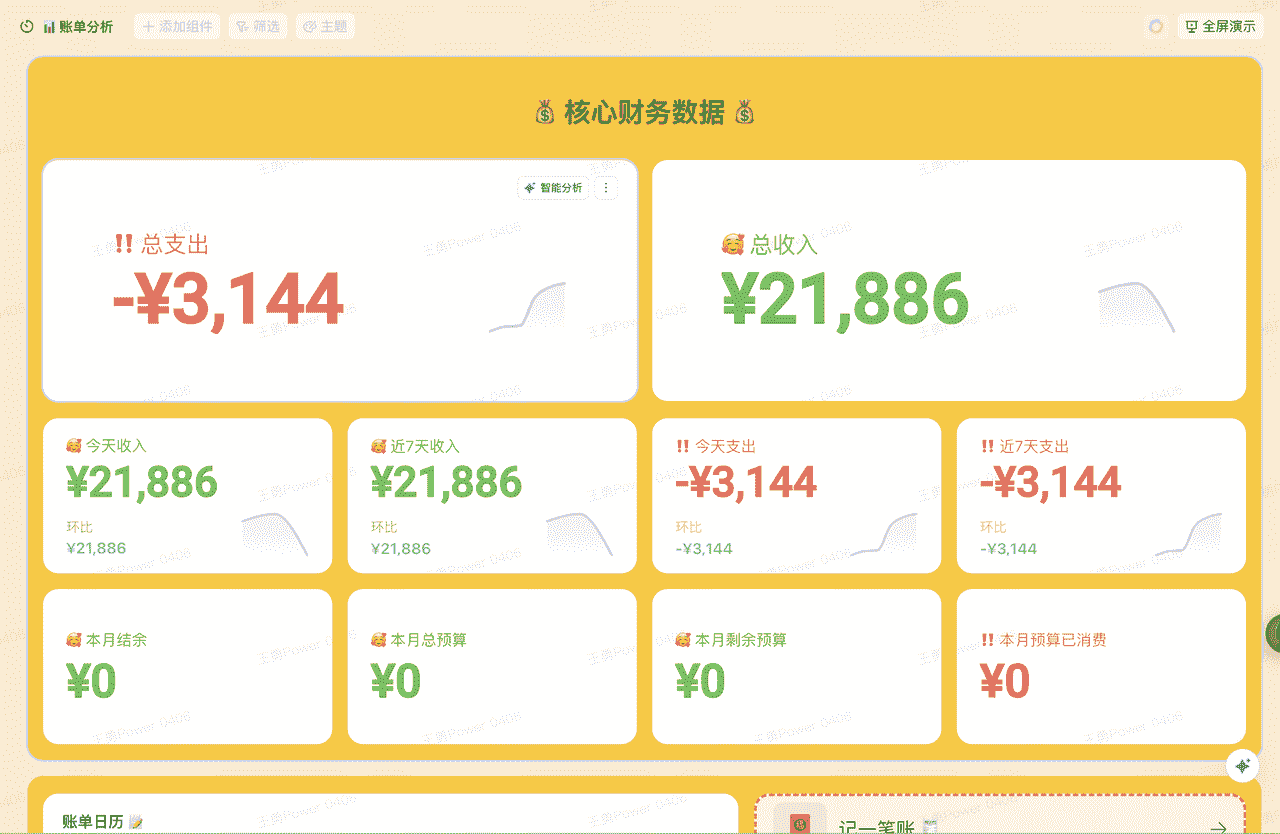 账单分析
添加组件
筛选
主题
全屏演示
核心财务数据
智能分析
总支出
-¥3,144
总收入
¥21,886
今天收入
¥21,886
环比
¥21,886
近7天收入
¥21,886
环比
¥21,886
今天支出
-¥3,144
环比
-¥3,144
近7天支出
-¥3,144
环比
-¥3,144
本月结余
¥0
本月总预算
¥0
本月剩余预算
¥0
本月预算已消费
¥0
账单日历
记一笔账